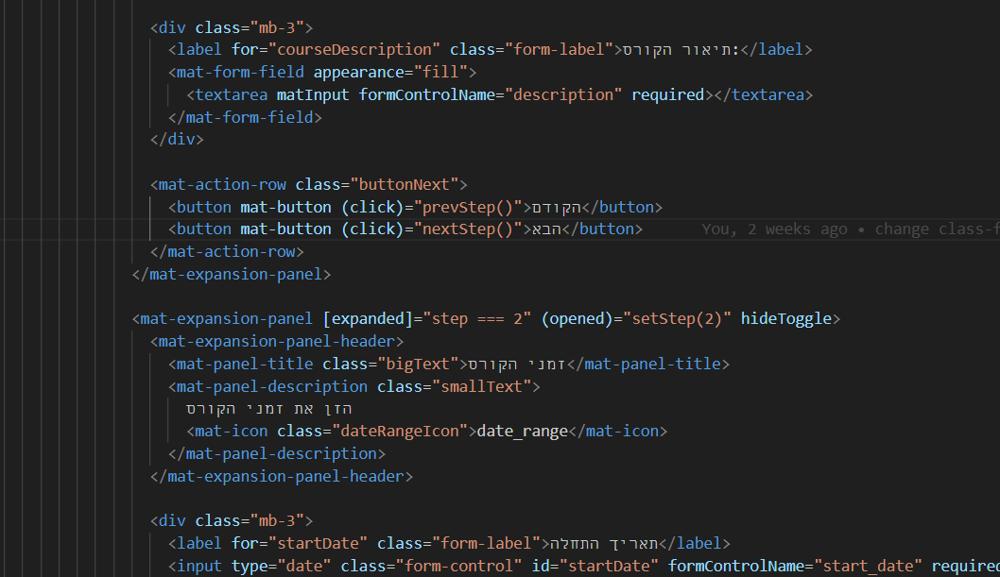 <div class="mb-3">
<label for="courseDescription" class="form-label">תיאור הקורס:</label>
<mat-form-field appearance="fill">
<textarea matInput formControlName="description" required></textarea>
</mat-form-field>
</div>
<mat-action-row class="buttonNext">
<button mat-button (click)="prevStep()">הקודם</button>
<button mat-button (click)="nextStep()">הבא</button> You, 2 weeks ago • change class-f
</mat-action-row>
</mat-expansion-panel>
<mat-expansion-panel [expanded]="step === 2" (opened)="setStep(2)" hideToggle>
<mat-expansion-panel-header>
<mat-panel-title class="bigText">זמני הקורס</mat-panel-title>
<mat-panel-description class="smallText">
הזן את זמני הקורס
<mat-icon class="dateRangeIcon">date_range</mat-icon>
</mat-panel-description>
</mat-expansion-panel-header>
<div class="mb-3">
<label for="startDate" class="form-label">תאריך התחלה</label>
<input type="date" class="form-control" id="startDate" formControlName="start_date" required